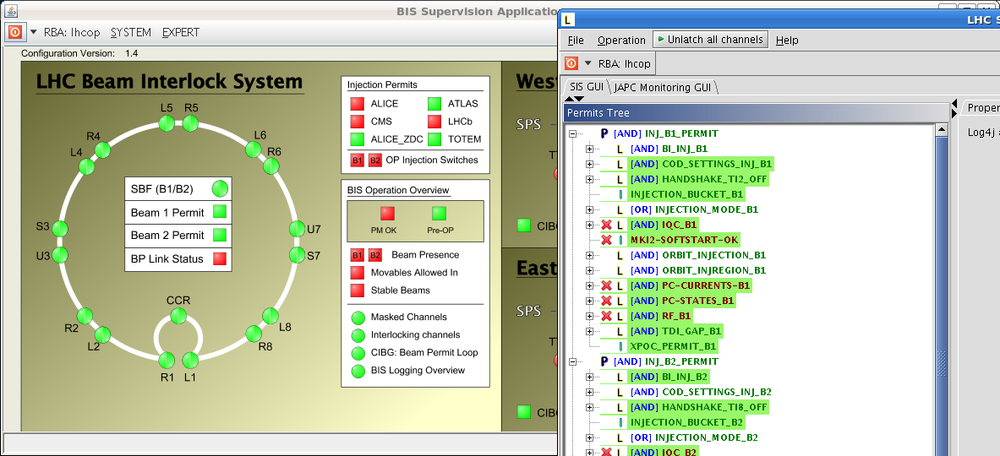 BIS Supervision Applicatio
RBA: lhcop SYSTEM EXPERT
Configuration Version: 1.4
LHC Beam Interlock System
L5 R5
R4 L6
L4 R6
SBF (B1/B2)
Beam 1 Permit
Beam 2 Permit
BP Link Status
S3 U7
U3 S7
CCR
R2 L8
L2 R8
R1 L1
Injection Permits
ALICE ATLAS
CMS LHCb
ALICE_ZDC TOTEM
B1 B2 OP Injection Switches
BIS Operation Overview
PM OK Pre-OP
B1 B2 Beam Presence
Movables Allowed In
Stable Beams
Masked Channels
Interlocking channels
CIBG: Beam Permit Loop
BIS Logging Overview
West
SPS
CIBG
East
SPS
CIBG
L LHC S
File Operation Unlatch all channels Help
RBA: lhcop
SIS GUI JAPC Monitoring GUI
Permits Tree
P [AND] INJ_B1_PERMIT
L [AND] BI_INJ_B1
L [AND] COD_SETTINGS_INJ_B1
L [AND] HANDSHAKE_TI2_OFF
I INJECTION_BUCKET_B1
L [OR] INJECTION_MODE_B1
L [AND] IQC_B1
I MKI2-SOFTSTART-OK
L [AND] ORBIT_INJECTION_B1
L [AND] ORBIT_INJREGION_B1
L [AND] PC-CURRENTS-B1
L [AND] PC-STATES_B1
L [AND] RF_B1
L [AND] TDI_GAP_B1
I XPOC_PERMIT_B1
P [AND] INJ_B2_PERMIT
L [AND] BI_INJ_B2
L [AND] COD_SETTINGS_INJ_B2
L [AND] HANDSHAKE_TI8_OFF
I INJECTION_BUCKET_B2
L [OR] INJECTION_MODE_B2
L [AND] IQC_B2
Proper
Log4j a